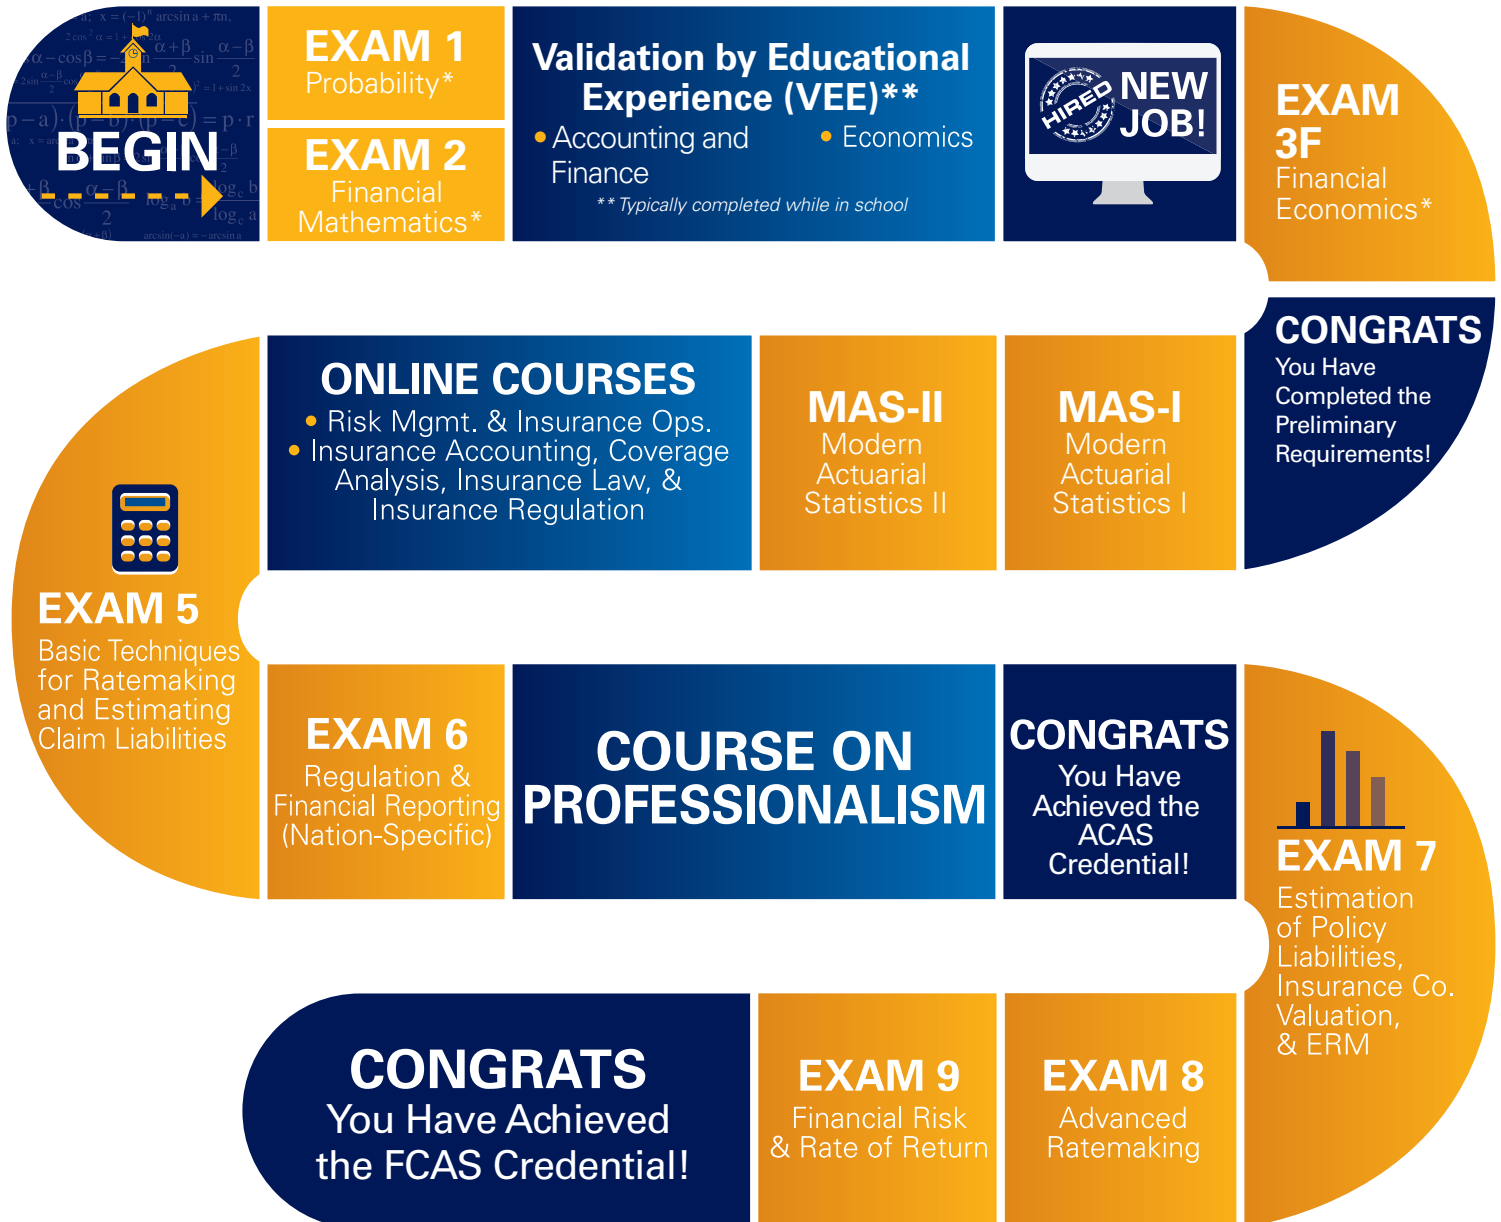 BEGIN
EXAM 1
Probability*
EXAM 2
Financial
Mathematics*
Validation by Educational
Experience (VEE)**
• Accounting and
Finance
• Economics
** Typically completed while in school
HIRED
NEW
JOB!
EXAM
3F
Financial
Economics*
CONGRATS
You Have
Completed the
Preliminary
Requirements!
MAS-I
Modern
Actuarial
Statistics I
MAS-II
Modern
Actuarial
Statistics II
ONLINE COURSES
• Risk Mgmt. & Insurance Ops.
• Insurance Accounting, Coverage
Analysis, Insurance Law, &
Insurance Regulation
EXAM 5
Basic Techniques
for Ratemaking
and Estimating
Claim Liabilities
EXAM 6
Regulation &
Financial Reporting
(Nation-Specific)
COURSE ON
PROFESSIONALISM
CONGRATS
You Have
Achieved the
ACAS
Credential!
EXAM 7
Estimation
of Policy
Liabilities,
Insurance Co.
Valuation,
& ERM
EXAM 8
Advanced
Ratemaking
EXAM 9
Financial Risk
& Rate of Return
CONGRATS
You Have Achieved
the FCAS Credential!